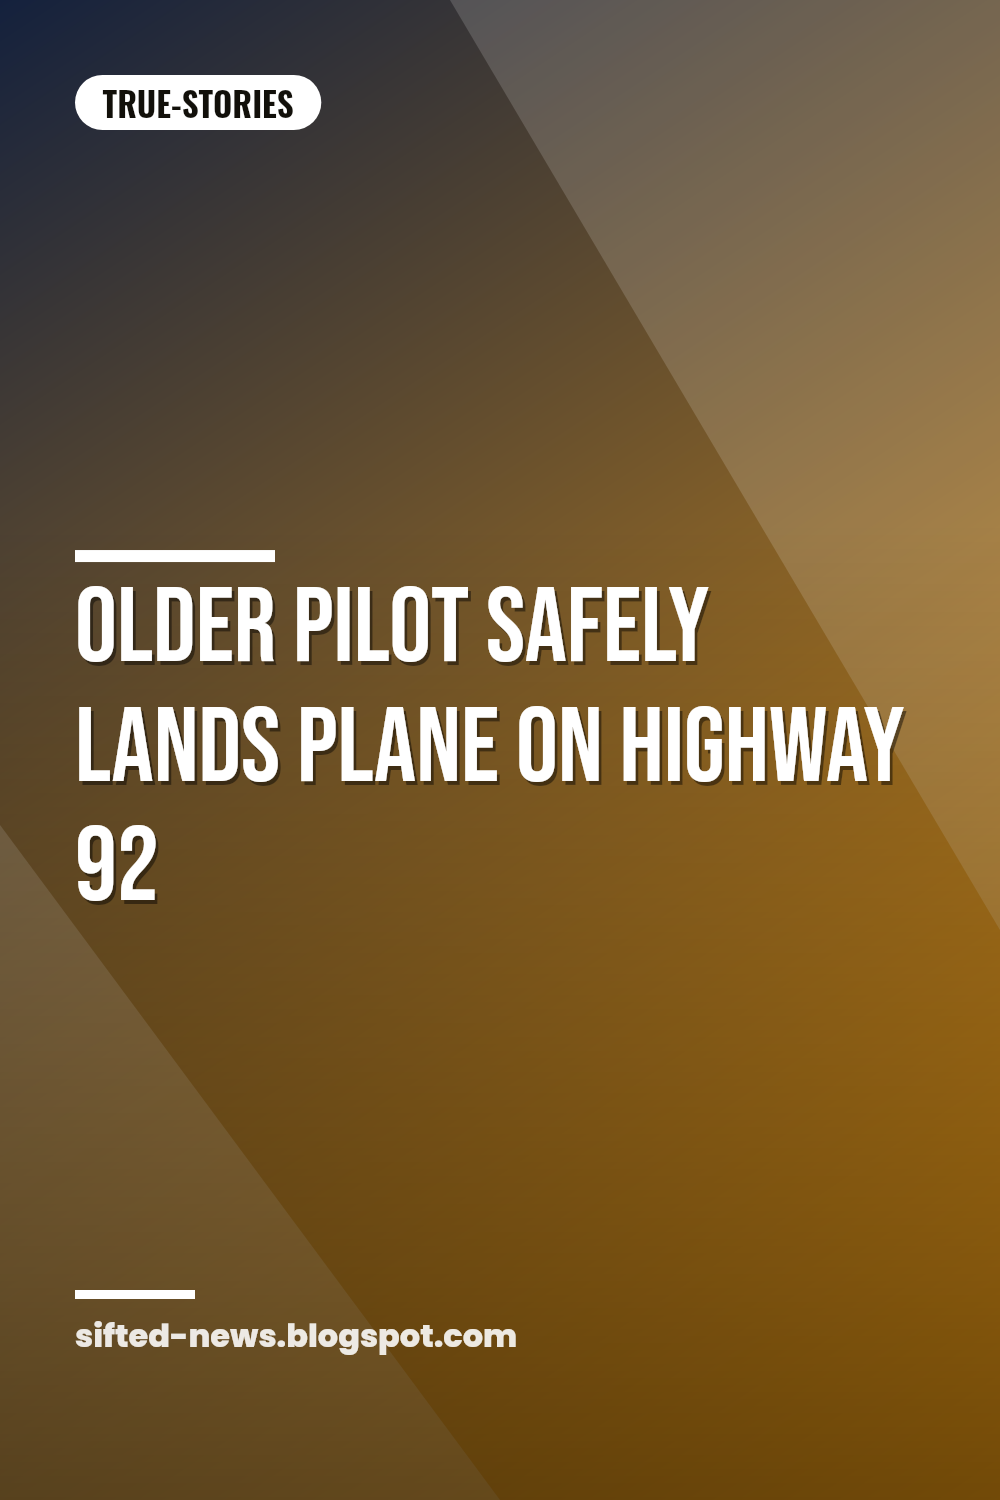 TRUE-STORIES
OLDER PILOT SAFELY
LANDS PLANE ON HIGHWAY
92
sifted-news.blogspot.com